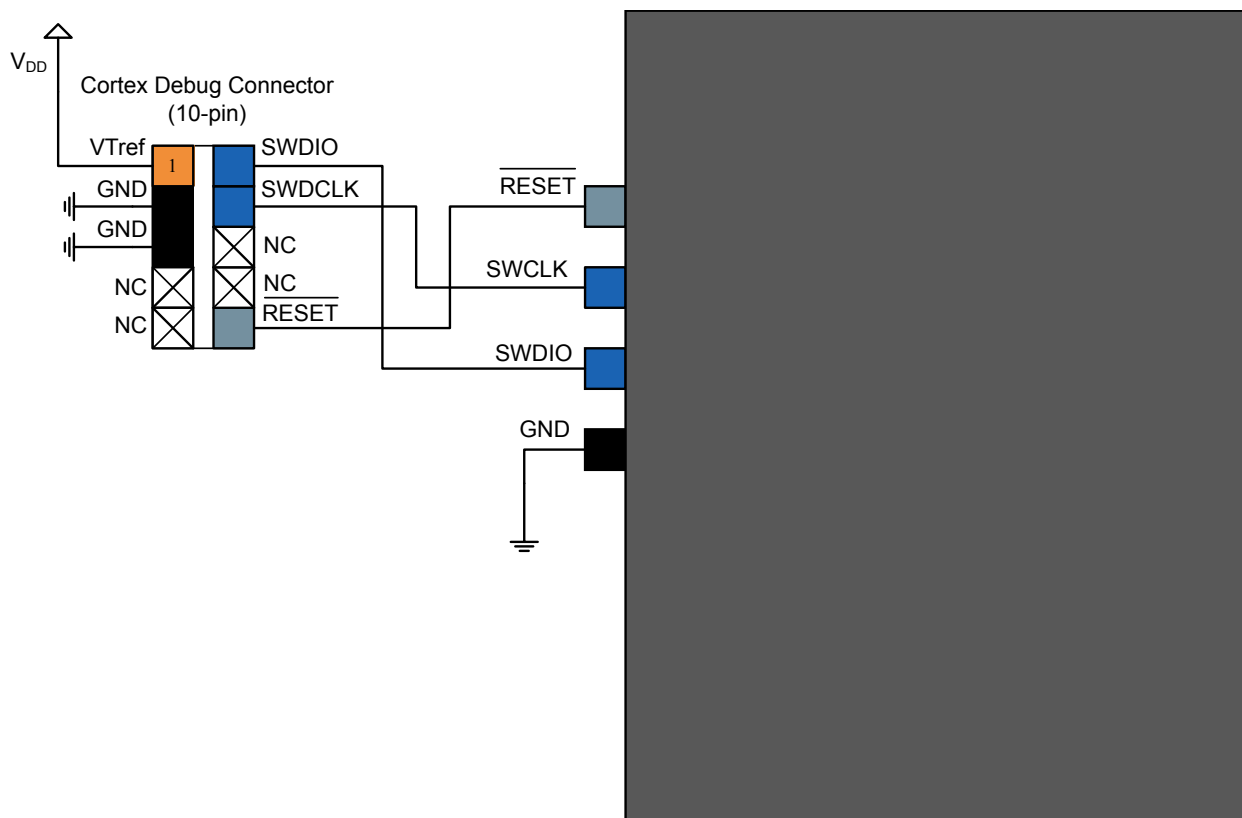 V_DD
Cortex Debug Connector
(10-pin)
VTref
1
SWDIO
GND
SWDCLK
GND
NC
NC
NC
NC
RESET
RESET
SWCLK
SWDIO
GND